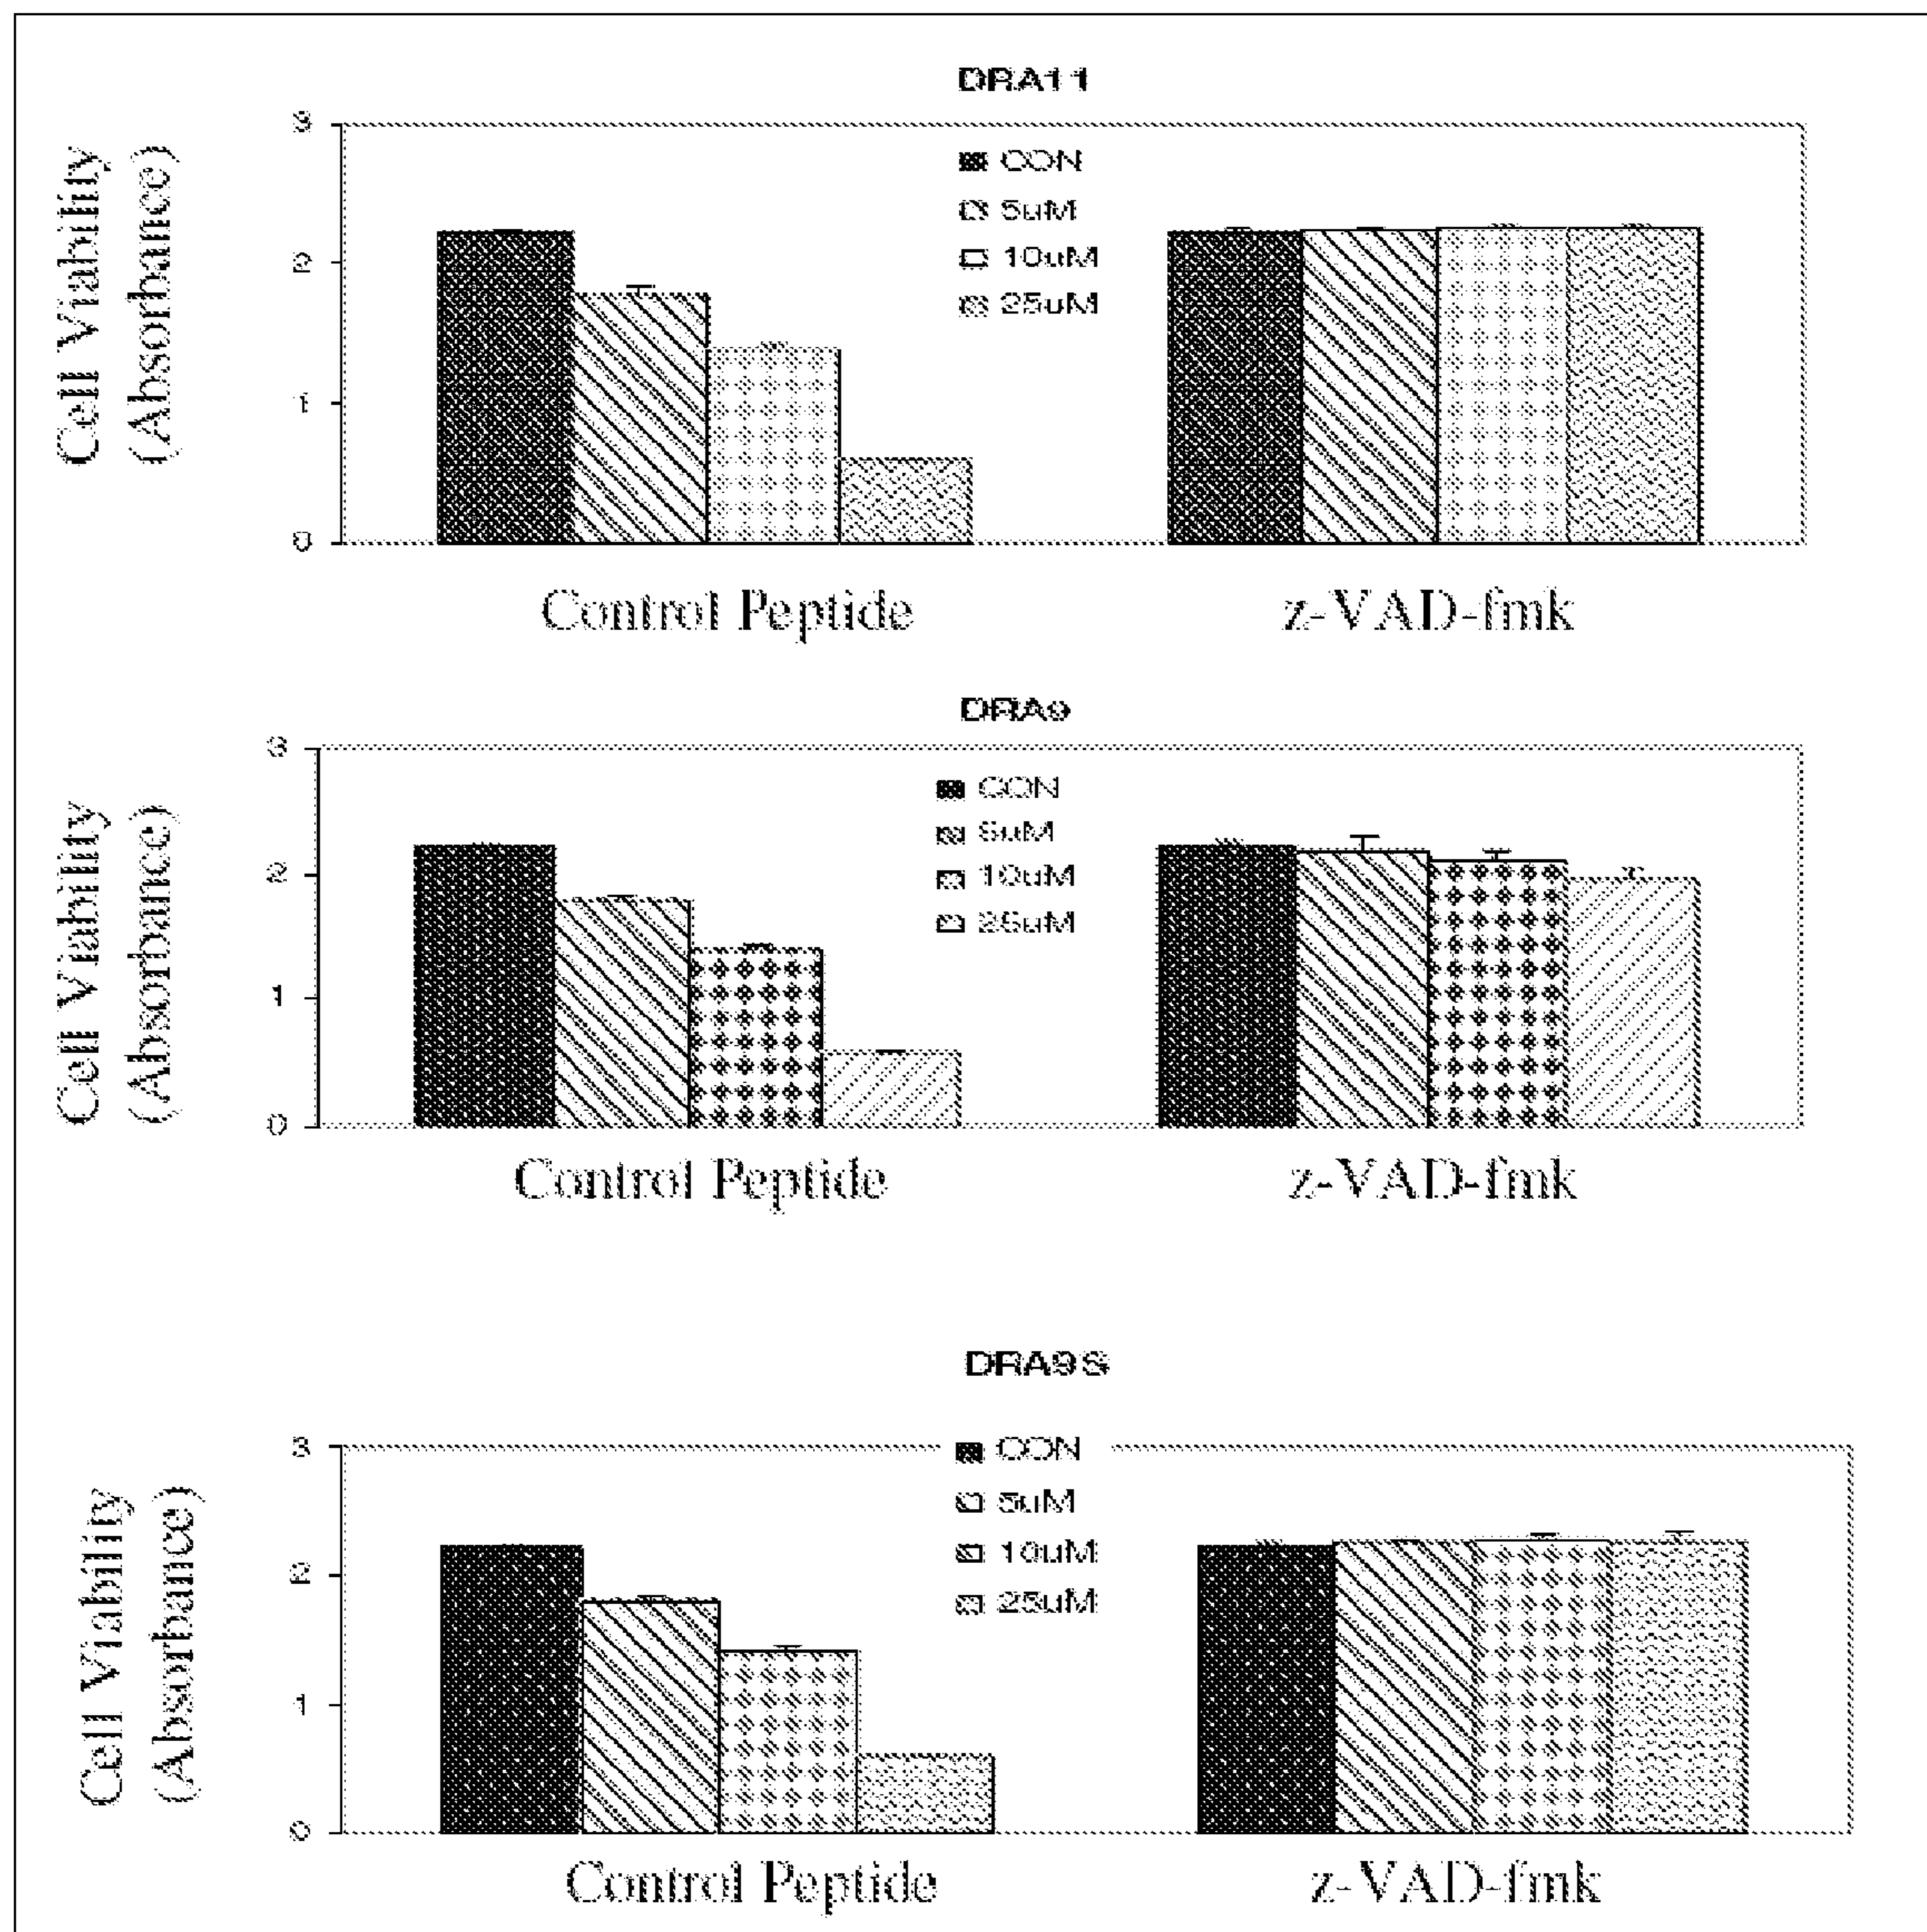 DRA11
Cell Viability
(Absorbance)
3
2
1
0
CON
5uM
10uM
25uM
Control Peptide
z-VAD-fmk
DRA9
Cell Viability
(Absorbance)
3
2
1
0
CON
5uM
10uM
25uM
Control Peptide
z-VAD-fmk
DRA9S
Cell Viability
(Absorbance)
3
2
1
0
CON
5uM
10uM
25uM
Control Peptide
z-VAD-fmk